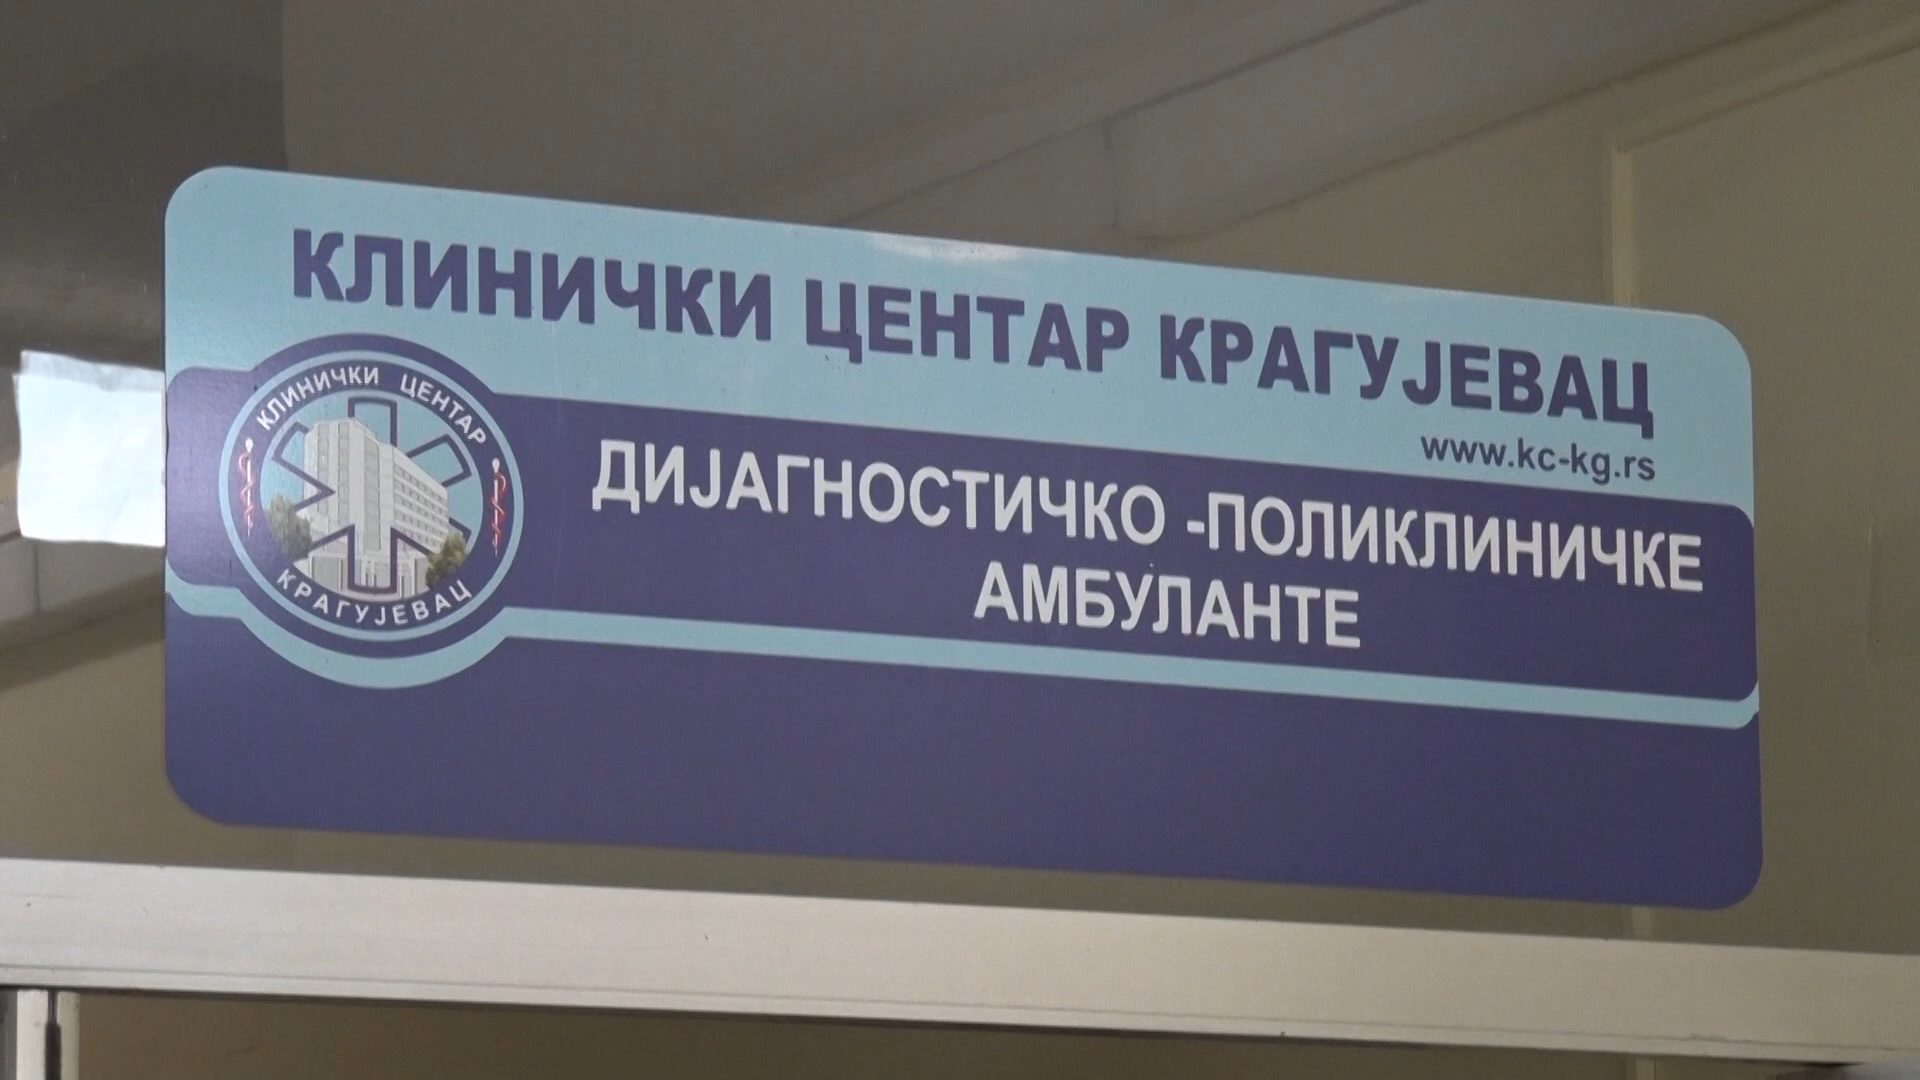 КЛИНИЧКИ ЦЕНТАР КРАГУЈЕВАЦ
www.kc-kg.rs
КЛИНИЧКИ ЦЕНТАР
КРАГУЈЕВАЦ
ДИЈАГНОСТИЧКО -ПОЛИКЛИНИЧКЕ
АМБУЛАНТЕ